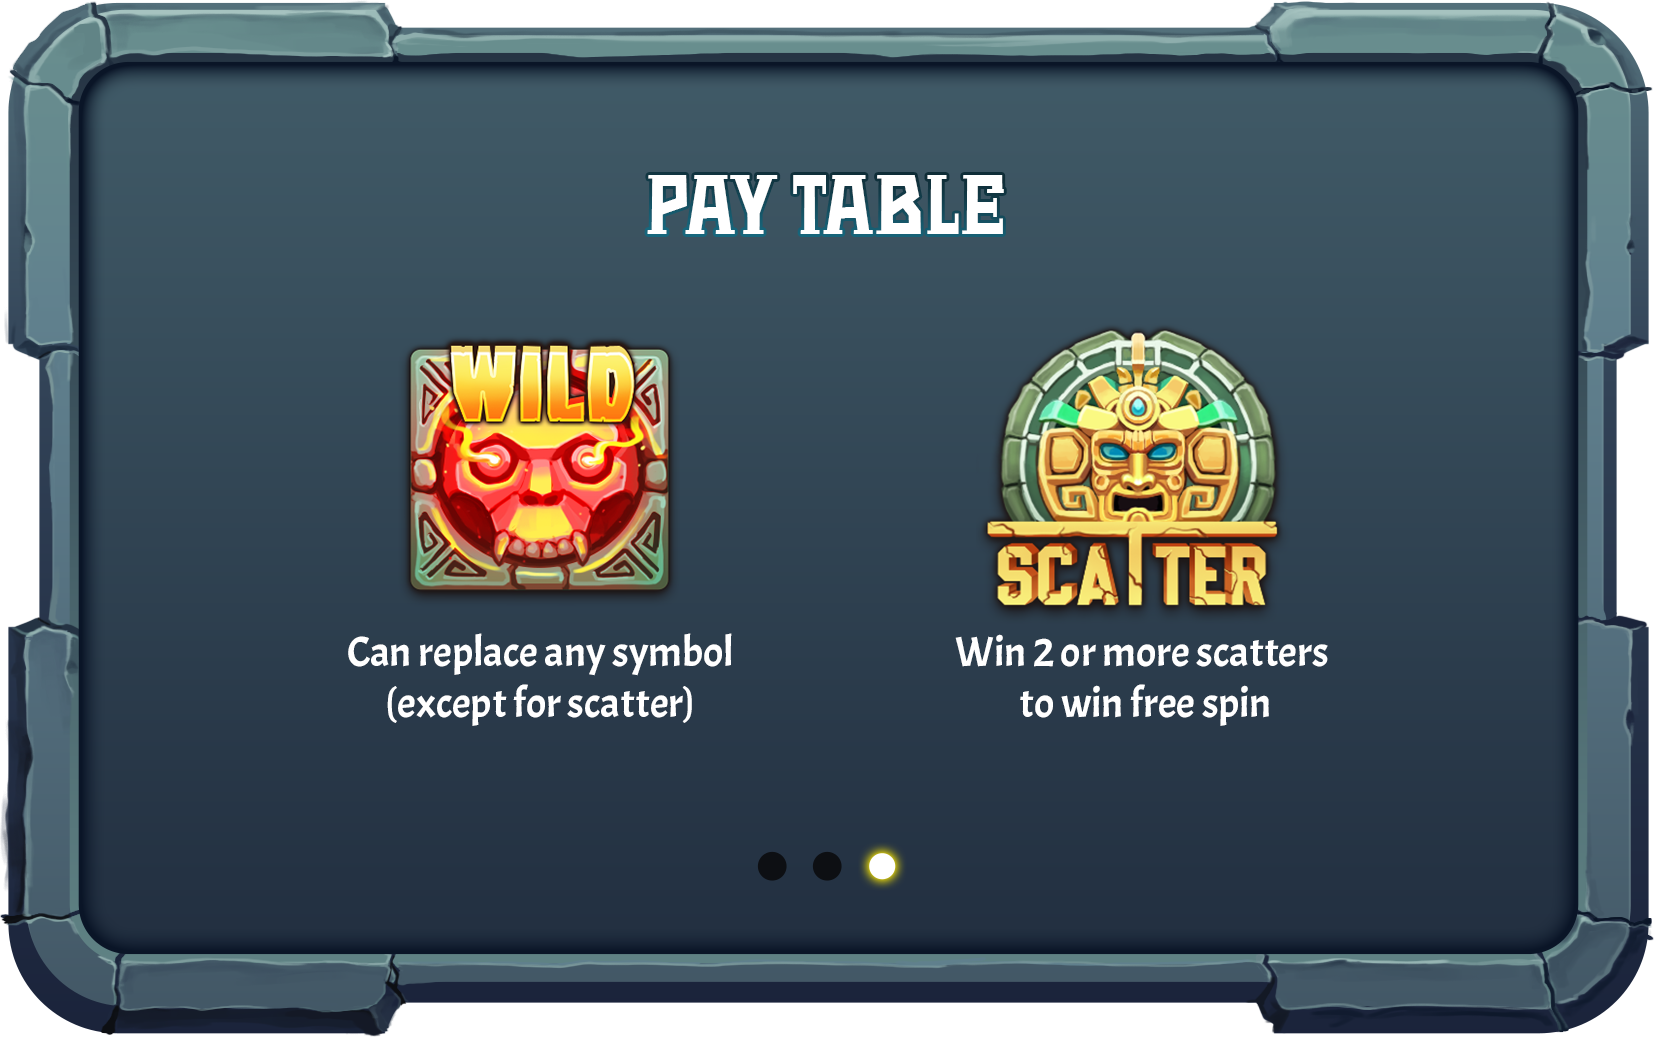 PAY TABLE
WILD
SCATTER
Can replace any symbol
(except for scatter)
Win 2 or more scatters
to win free spin